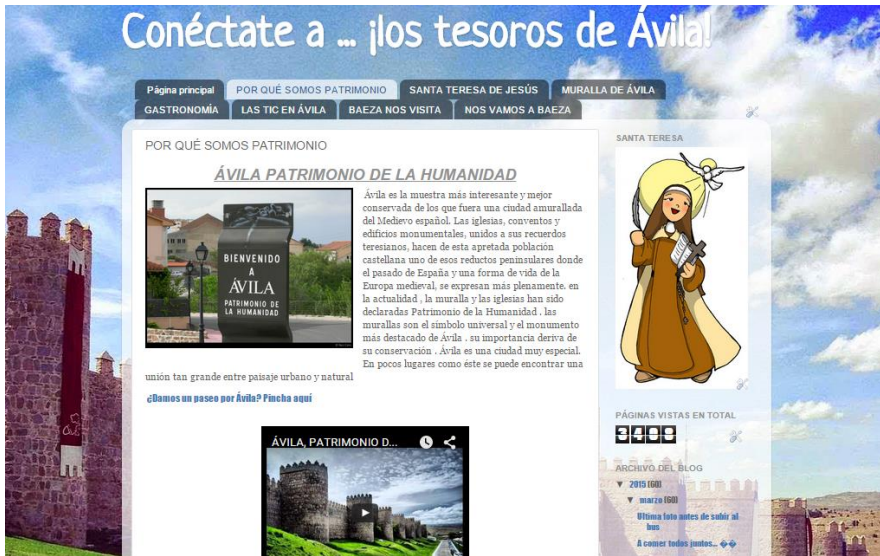 Conéctate a ... ¡los tesoros de Ávila!
Página principal
POR QUÉ SOMOS PATRIMONIO
SANTA TERESA DE JESÚS
MURALLA DE ÁVILA
GASTRONOMÍA
LAS TIC EN ÁVILA
BAEZA NOS VISITA
NOS VAMOS A BAEZA
POR QUÉ SOMOS PATRIMONIO
ÁVILA PATRIMONIO DE LA HUMANIDAD
BIENVENIDO
A
ÁVILA
PATRIMONIO DE
LA HUMANIDAD
Ávila es la muestra más interesante y mejor
conservada de los que fuera una ciudad amurallada
del Medievo español. Las iglesias, conventos y
edificios monumentales, unidos a sus recuerdos
teresianos, hacen de esta apretada población
castellana uno de esos reductos peninsulares donde
el pasado de España y una forma de vida de la
Europa medieval, se expresan más plenamente. en
la actualidad , la muralla y las iglesias han sido
declaradas Patrimonio de la Humanidad . las
murallas son el símbolo universal y el monumento
más destacado de Ávila . su importancia deriva de
su conservación . Ávila es una ciudad muy especial.
En pocos lugares como éste se puede encontrar una
unión tan grande entre paisaje urbano y natural
¿Damos un paseo por Ávila? Pincha aquí
ÁVILA, PATRIMONIO D...
SANTA TERESA
PÁGINAS VISTAS EN TOTAL
3488
ARCHIVO DEL BLOG
▼ 2015 (60)
▼ marzo (60)
Ultima foto antes de subir al
bus
A comer todos juntos... ��